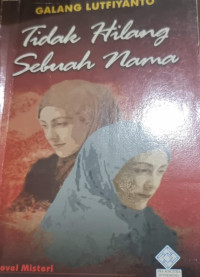 GALANG LUTFIYANTO
Tidak Hilang
Sebuah Nama
ovel Misteri